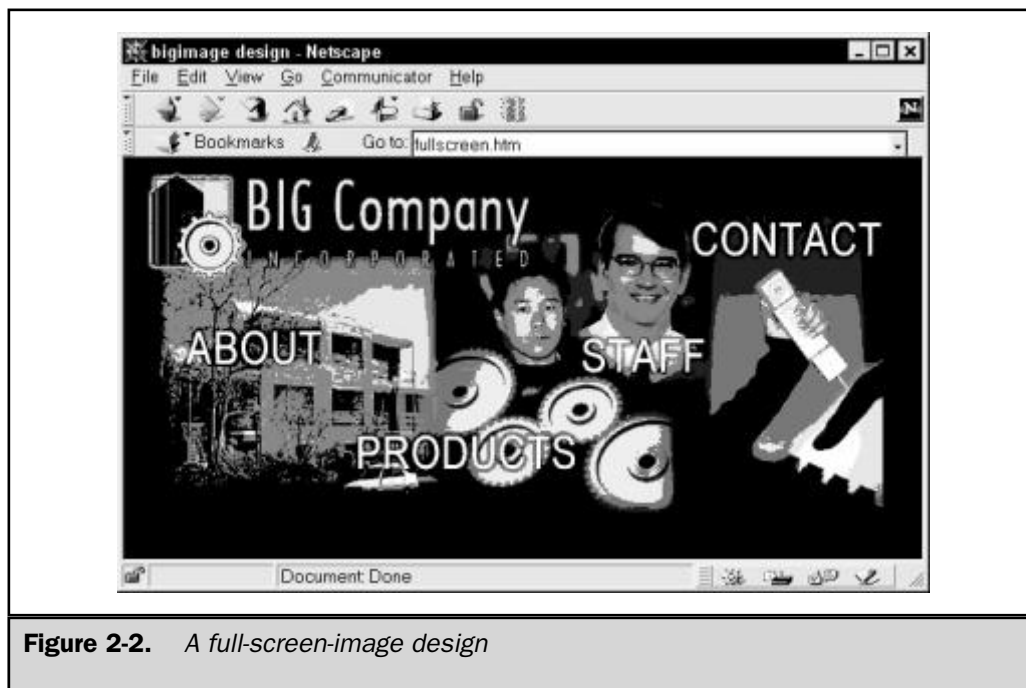 bigimage design - Netscape
File Edit View Go Communicator Help
Bookmarks Go to: fullscreen.htm
N
BIG Company
INCORPORATED
CONTACT
ABOUT
STAFF
PRODUCTS
Document: Done
Figure 2-2. A full-screen-image design